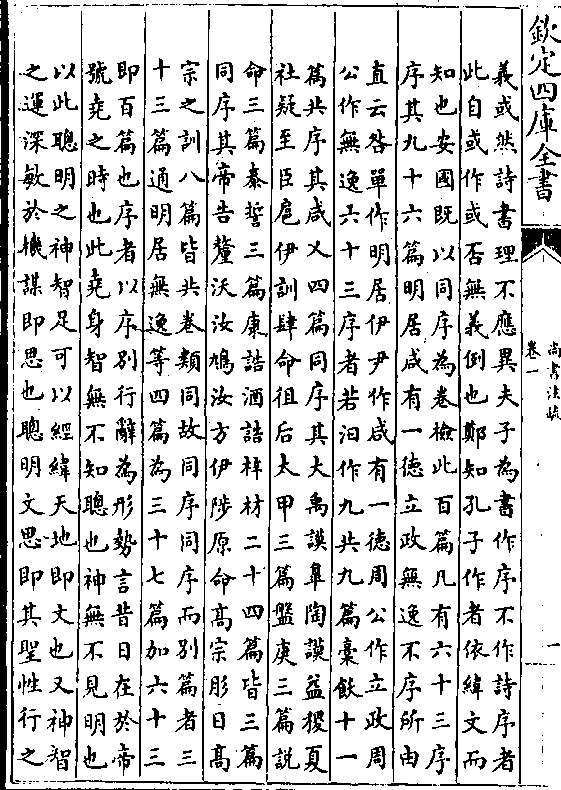 欽定四庫全書
尚書注疏
卷一
一
義或然詩書理不應異夫子為書作序不作詩序者
此自或作或否無義例也鄭知孔子作者依緯文而
知也安國既以同序為卷檢此百篇凡有六十三序
序其九十六篇明居咸有一徳立政無逸不序所由
直云咎單作明居伊尹作咸有一徳周公作立政周
公作無逸六十三序者若汩作九共九篇槀飫十一
篇共序其咸乂四篇同序其大禹謨臯陶謨益稷夏
社疑至臣扈伊訓肆命徂后太甲三篇盤庚三篇説
命三篇泰誓三篇康誥酒誥梓材二十四篇皆三篇
同序其帝告釐沃汝鳩汝方伊陟原命髙宗肜日髙
宗之訓八篇皆共卷類同故同序同序而别篇者三
十三篇通明居無逸等四篇為三十七篇加六十三
即百篇也序者以序别行辭為形勢言昔日在於帝
號堯之時也此堯身智無不知聰也神無不見明也
以此聰明之神智足可以經緯天地即文也又神智
之運深敏於機謀即思也聰明文思即其聖性行之